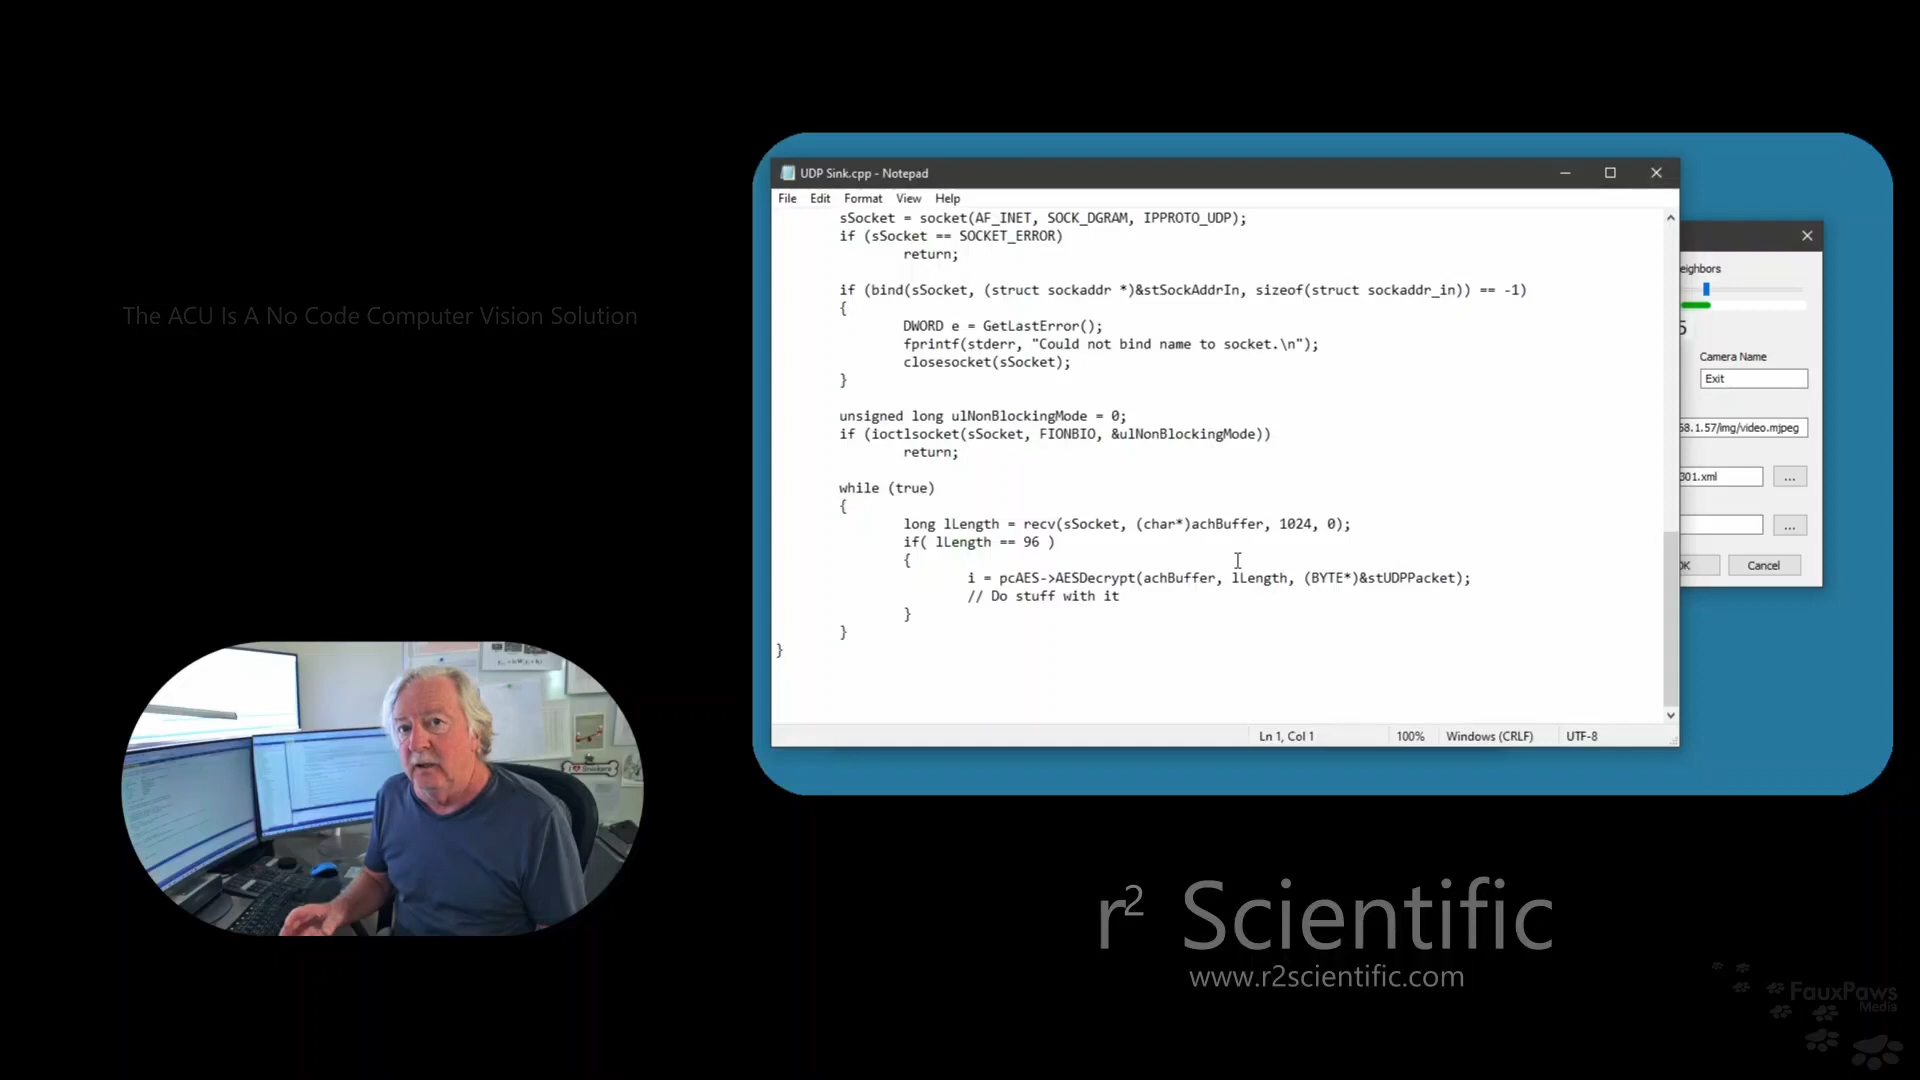 The ACU Is A No Code Computer Vision Solution
UDP Sink.cpp - Notepad
File Edit Format View Help
sSocket = socket(AF_INET, SOCK_DGRAM, IPPROTO_UDP);
if (sSocket == SOCKET_ERROR)
return;
if (bind(sSocket, (struct sockaddr *)&stSockAddrIn, sizeof(struct sockaddr_in)) == -1)
{
DWORD e = GetLastError();
fprintf(stderr, "Could not bind name to socket.\n");
closesocket(sSocket);
}
unsigned long ulNonBlockingMode = 0;
if (ioctlsocket(sSocket, FIONBIO, &ulNonBlockingMode))
return;
while (true)
{
long lLength = recv(sSocket, (char*)achBuffer, 1024, 0);
if( lLength == 96 )
{
i = pcAES->AESDecrypt(achBuffer, lLength, (BYTE*)&stUDPPacket);
// Do stuff with it
}
}
}
Ln 1, Col 1 100% Windows (CRLF) UTF-8
eighbors
5
Camera Name
Exit
58.1.57/img/video.mjpeg
301.xml ...
...
OK Cancel
I Snickers
r² Scientific
www.r2scientific.com
FauxPaws
Media